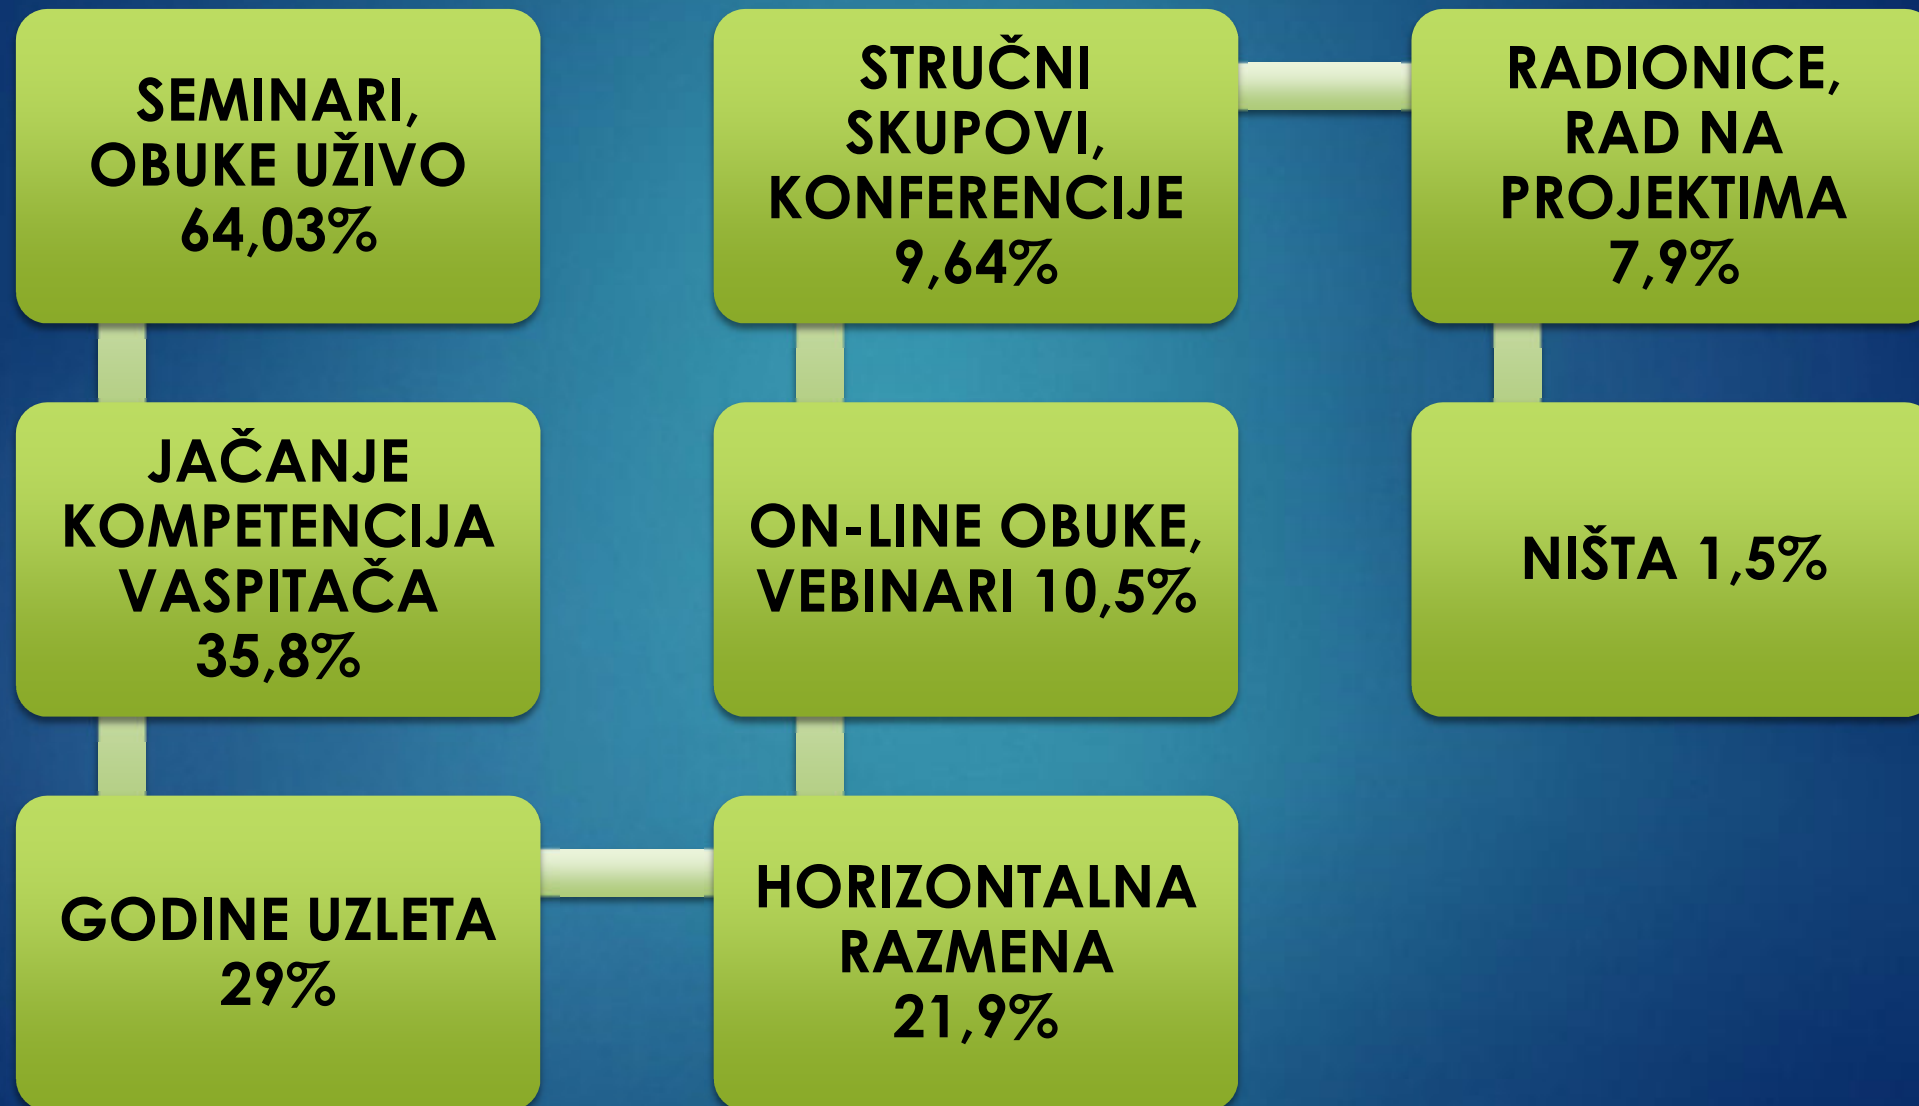 SEMINARI,
OBUKE UŽIVO
64,03%
JAČANJE
KOMPETENCIJA
VASPITAČA
35,8%
GODINE UZLETA
29%
HORIZONTALNA
RAZMENA
21,9%
ON-LINE OBUKE,
VEBINARI 10,5%
STRUČNI
SKUPOVI,
KONFERENCIJE
9,64%
RADIONICE,
RAD NA
PROJEKTIMA
7,9%
NIŠTA 1,5%